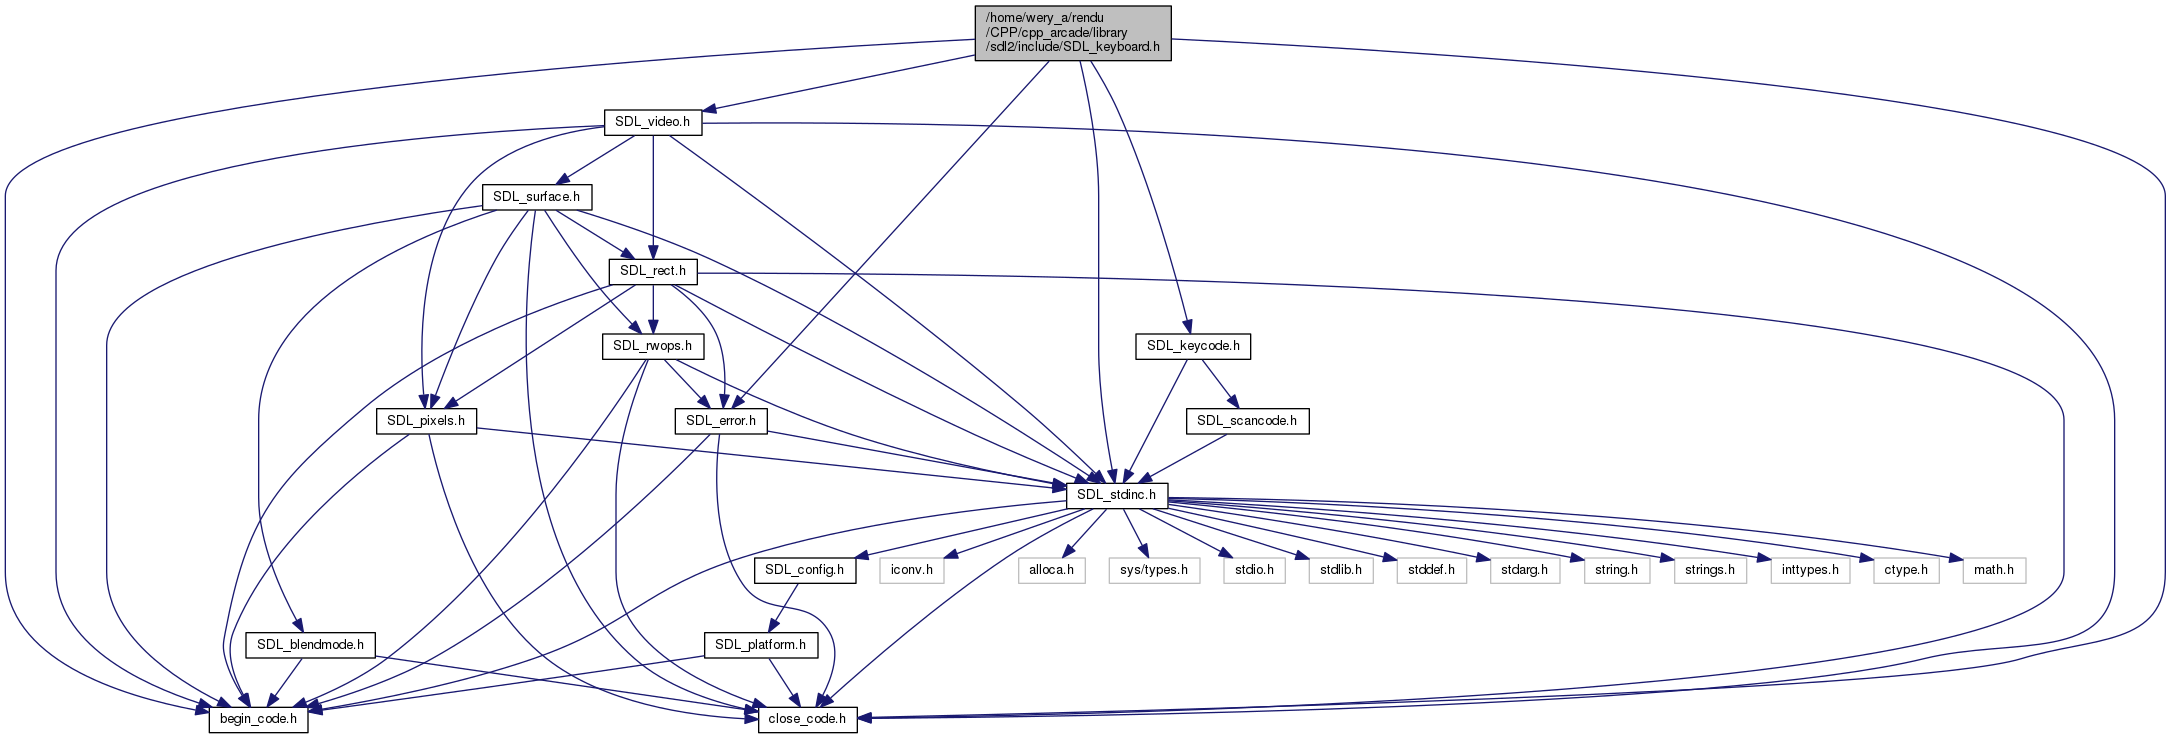 /home/wery_a/rendu
/CPP/cpp_arcade/library
/sdl2/include/SDL_keyboard.h
SDL_video.h
SDL_surface.h
SDL_rect.h
SDL_rwops.h
SDL_keycode.h
SDL_pixels.h
SDL_error.h
SDL_scancode.h
SDL_stdinc.h
SDL_config.h
iconv.h
alloca.h
sys/types.h
stdio.h
stdlib.h
stddef.h
stdarg.h
string.h
strings.h
inttypes.h
ctype.h
math.h
SDL_blendmode.h
SDL_platform.h
begin_code.h
close_code.h